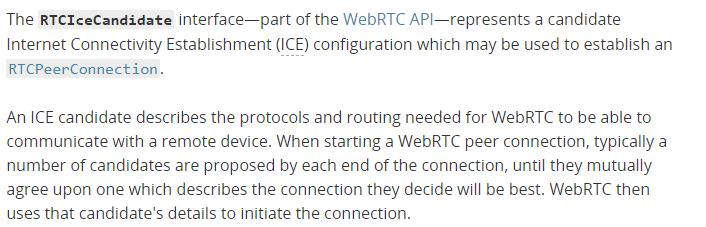 The RTCIceCandidate interface—part of the WebRTC API—represents a candidate
Internet Connectivity Establishment (ICE) configuration which may be used to establish an
RTCPeerConnection.
An ICE candidate describes the protocols and routing needed for WebRTC to be able to
communicate with a remote device. When starting a WebRTC peer connection, typically a
number of candidates are proposed by each end of the connection, until they mutually
agree upon one which describes the connection they decide will be best. WebRTC then
uses that candidate's details to initiate the connection.